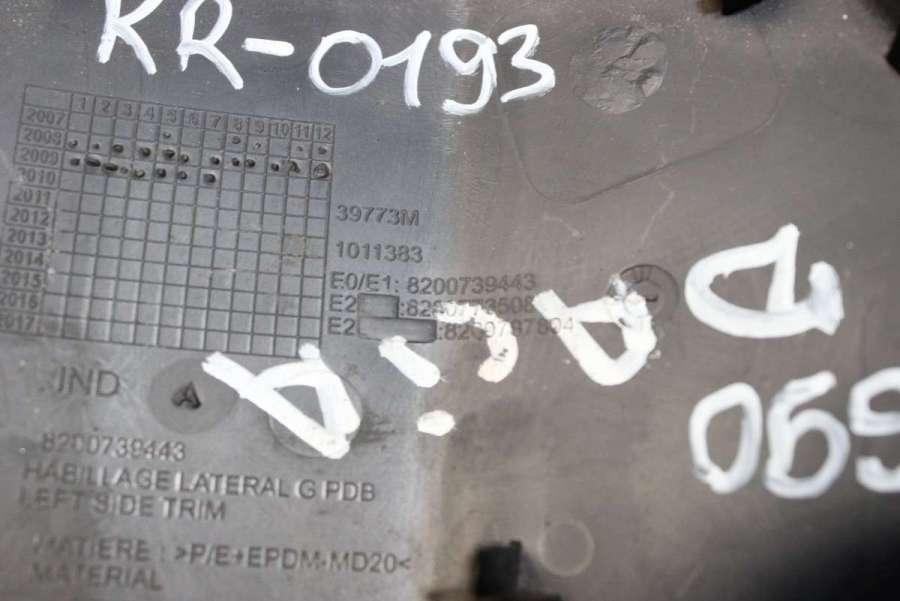 KR-0193
1 2 3 4 5 6 7 8 9 10 11 12
2007
2008
2009
2010
2011
2012
2013
2014
2015
2016
2017
39773M
1011383
E0/E1: 8200739443
E2
E2
IND
A
8200739443
HABILLAGE LATERAL G PDB
LEFT SIDE TRIM
MATIERE : >P/E+EPDM-MD20<
MATERIAL